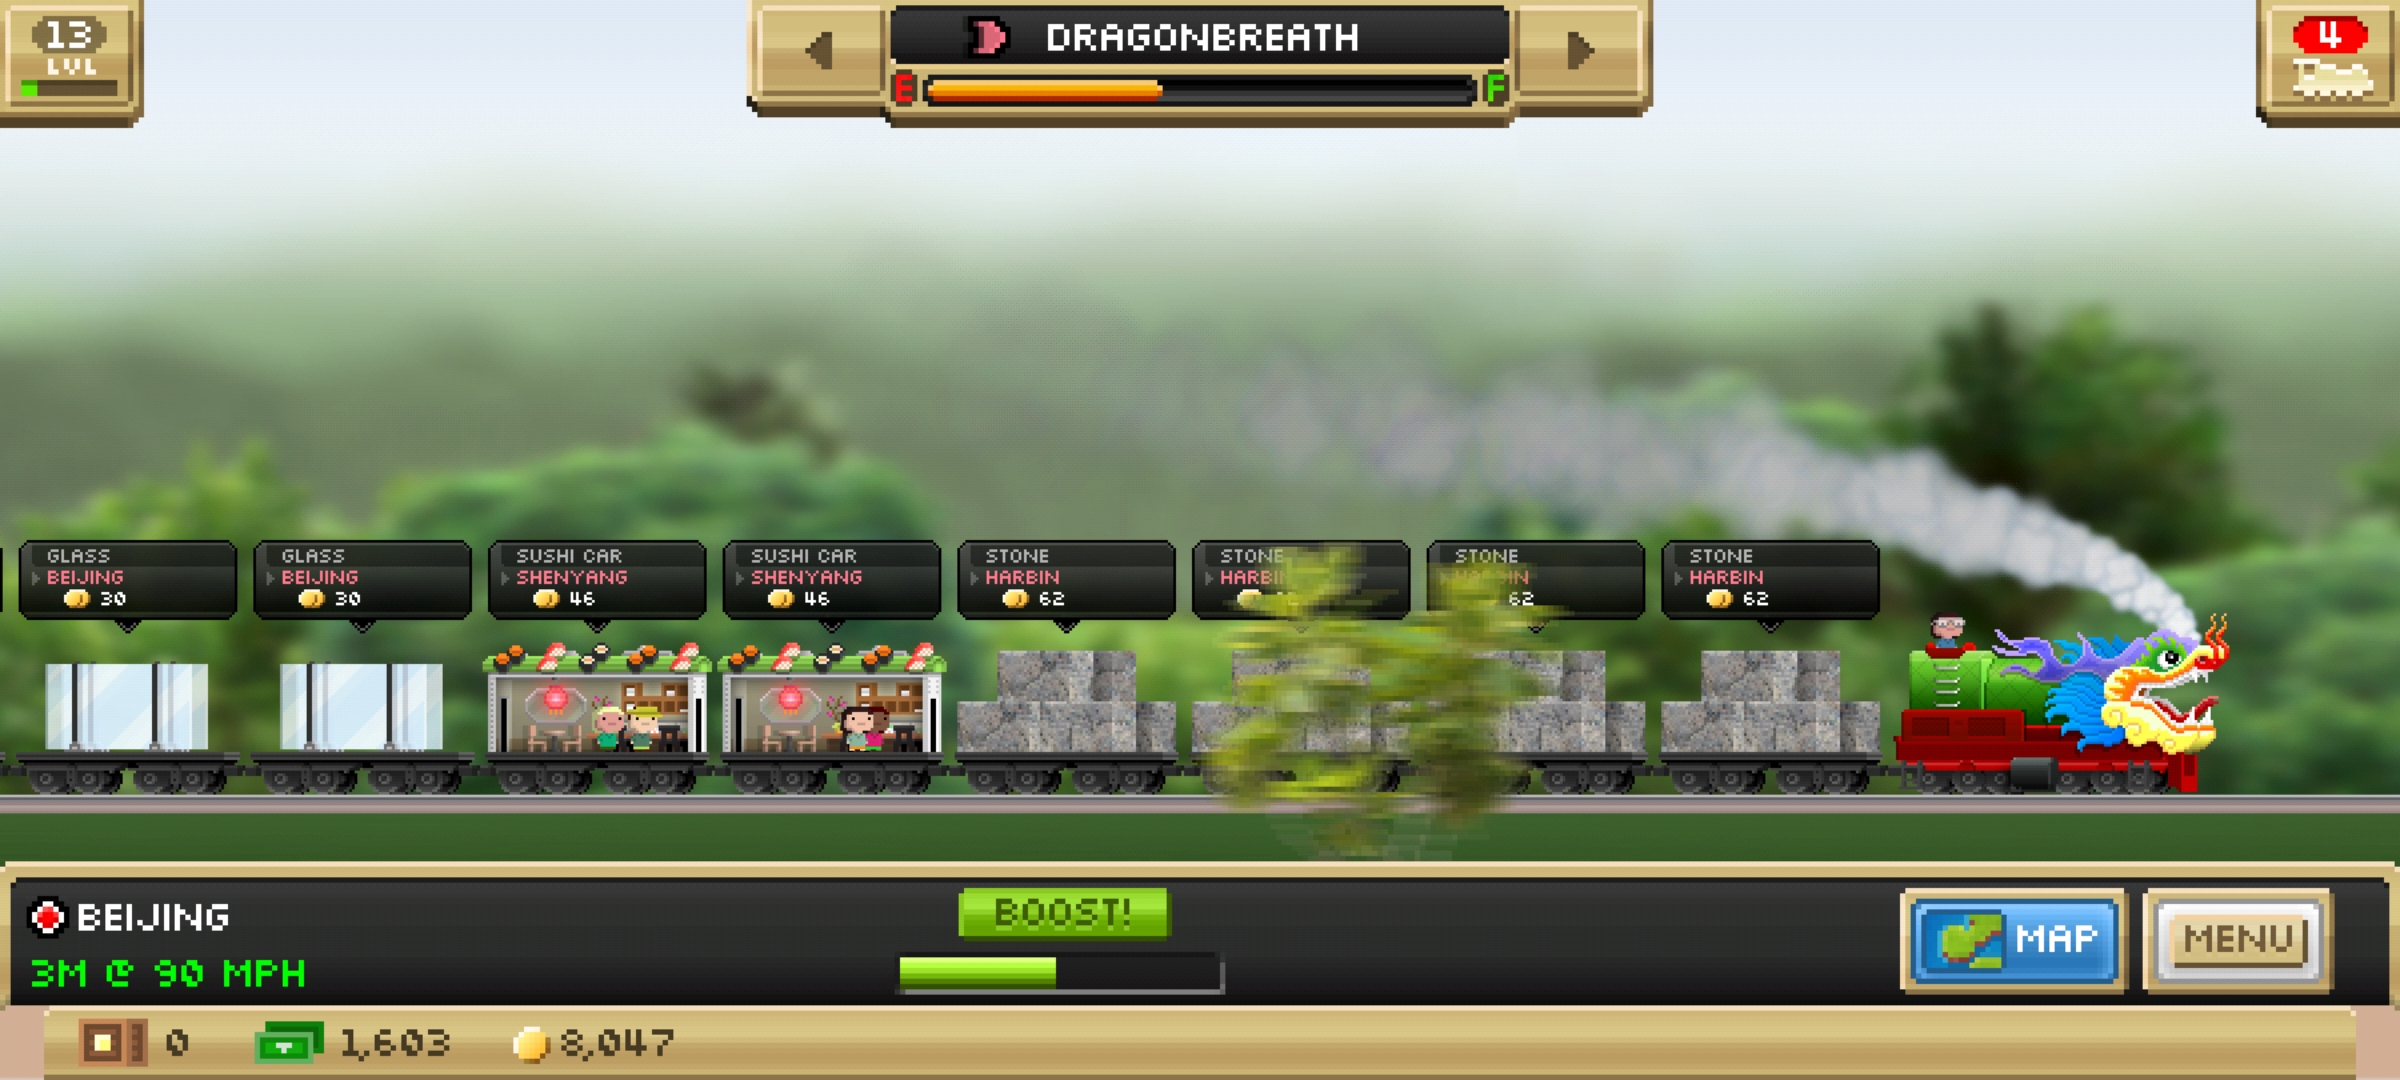 13
LVL
DRAGONBREATH
E F
4
GLASS
BEIJING
30
GLASS
BEIJING
30
SUSHI CAR
SHENYANG
46
SUSHI CAR
SHENYANG
46
STONE
HARBIN
62
STONE
STONE
62
STONE
HARBIN
62
BEIJING
3M @ 90 MPH
BOOST!
MAP
MENU
0
1,603
8,047